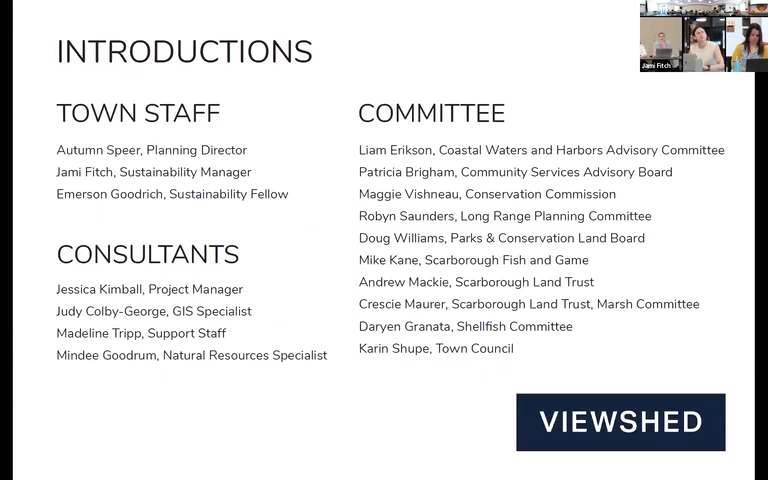 INTRODUCTIONS
TOWN STAFF
Autumn Speer, Planning Director
Jami Fitch, Sustainability Manager
Emerson Goodrich, Sustainability Fellow
CONSULTANTS
Jessica Kimball, Project Manager
Judy Colby-George, GIS Specialist
Madeline Tripp, Support Staff
Mindee Goodrum, Natural Resources Specialist
COMMITTEE
Liam Erikson, Coastal Waters and Harbors Advisory Committee
Patricia Brigham, Community Services Advisory Board
Maggie Vishneau, Conservation Commission
Robyn Saunders, Long Range Planning Committee
Doug Williams, Parks & Conservation Land Board
Mike Kane, Scarborough Fish and Game
Andrew Mackie, Scarborough Land Trust
Crescie Maurer, Scarborough Land Trust, Marsh Committee
Daryen Granata, Shellfish Committee
Karin Shupe, Town Council
VIEWSHED
Jami Fitch